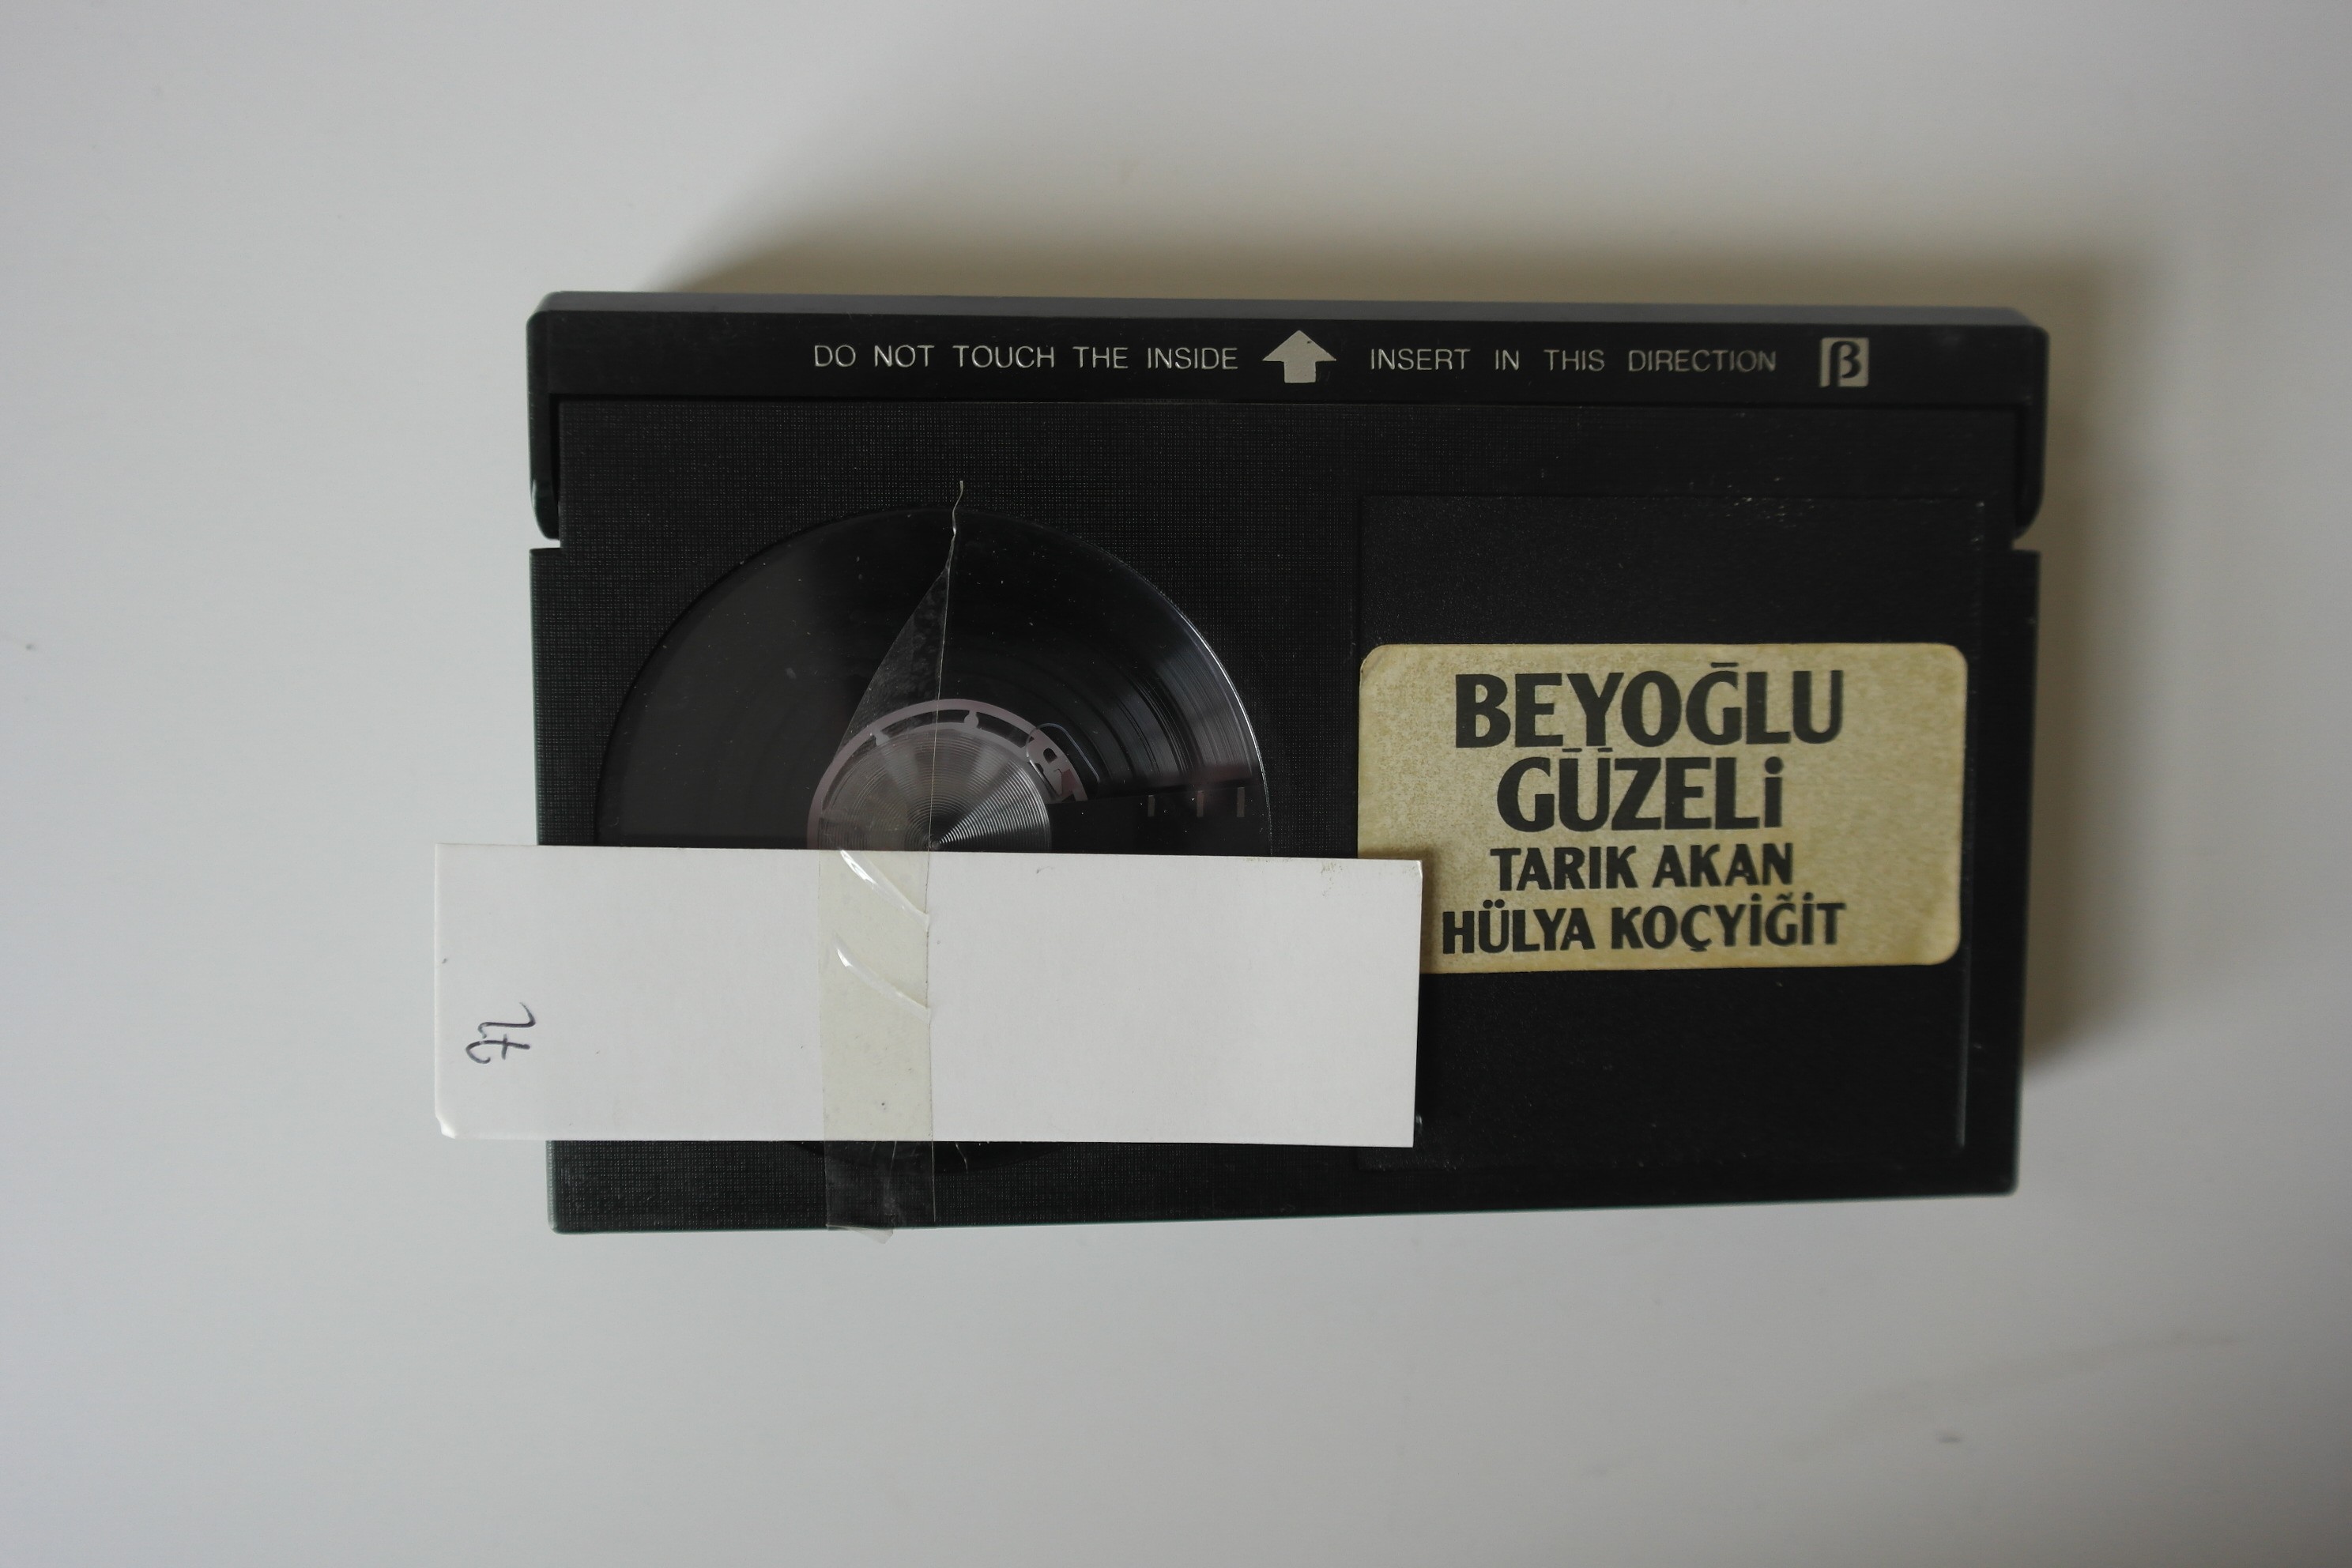 DO NOT TOUCH THE INSIDE INSERT IN THIS DIRECTION β
BEYOĞLU
GÜZELİ
TARIK AKAN
HÜLYA KOÇYİĞİT